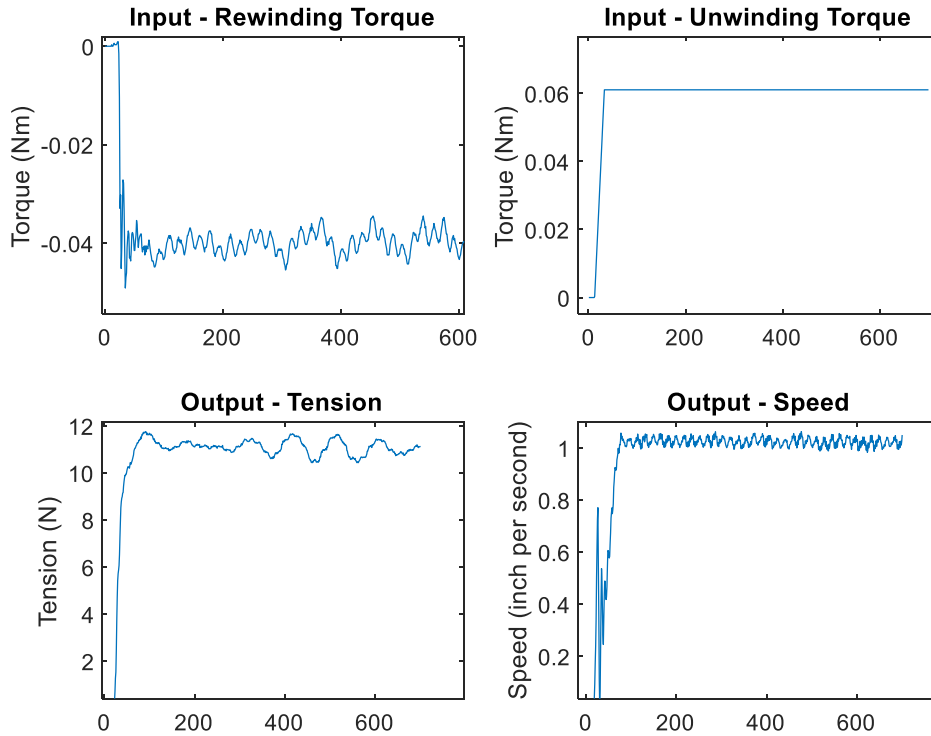 Input - Rewinding Torque
Torque (Nm)
0
-0.02
-0.04
0 200 400 600
Input - Unwinding Torque
Torque (Nm)
0.06
0.04
0.02
0
0 200 400 600
Output - Tension
Tension (N)
12
10
8
6
4
2
0 200 400 600
Output - Speed
Speed (inch per second)
1
0.8
0.6
0.4
0.2
0 200 400 600